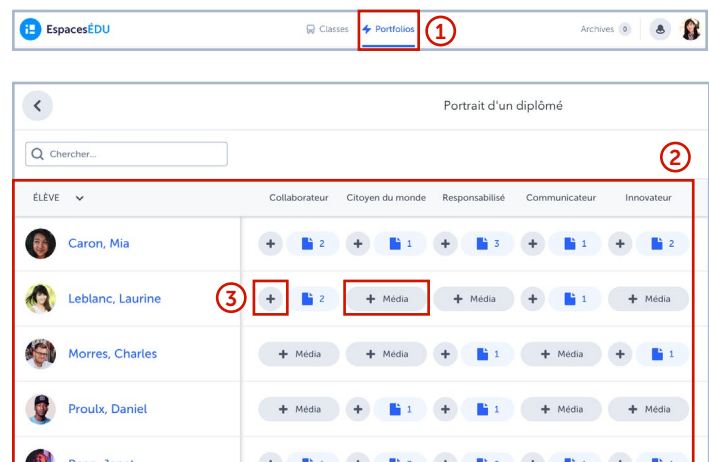 EspacesÉDU Classes Portfolios 1 Archives 0
Portrait d'un diplômé
Chercher...
2
ÉLÈVE Collaborateur Citoyen du monde Responsabilisé Communicateur Innovateur
Caron, Mia + 2 + 1 + 3 + 1 + 2
Leblanc, Laurine 3 + 2 + Média + Média + 1 + Média
Morres, Charles + Média + Média + 1 + Média + 1
Proulx, Daniel + Média + 1 + 1 + Média + Média